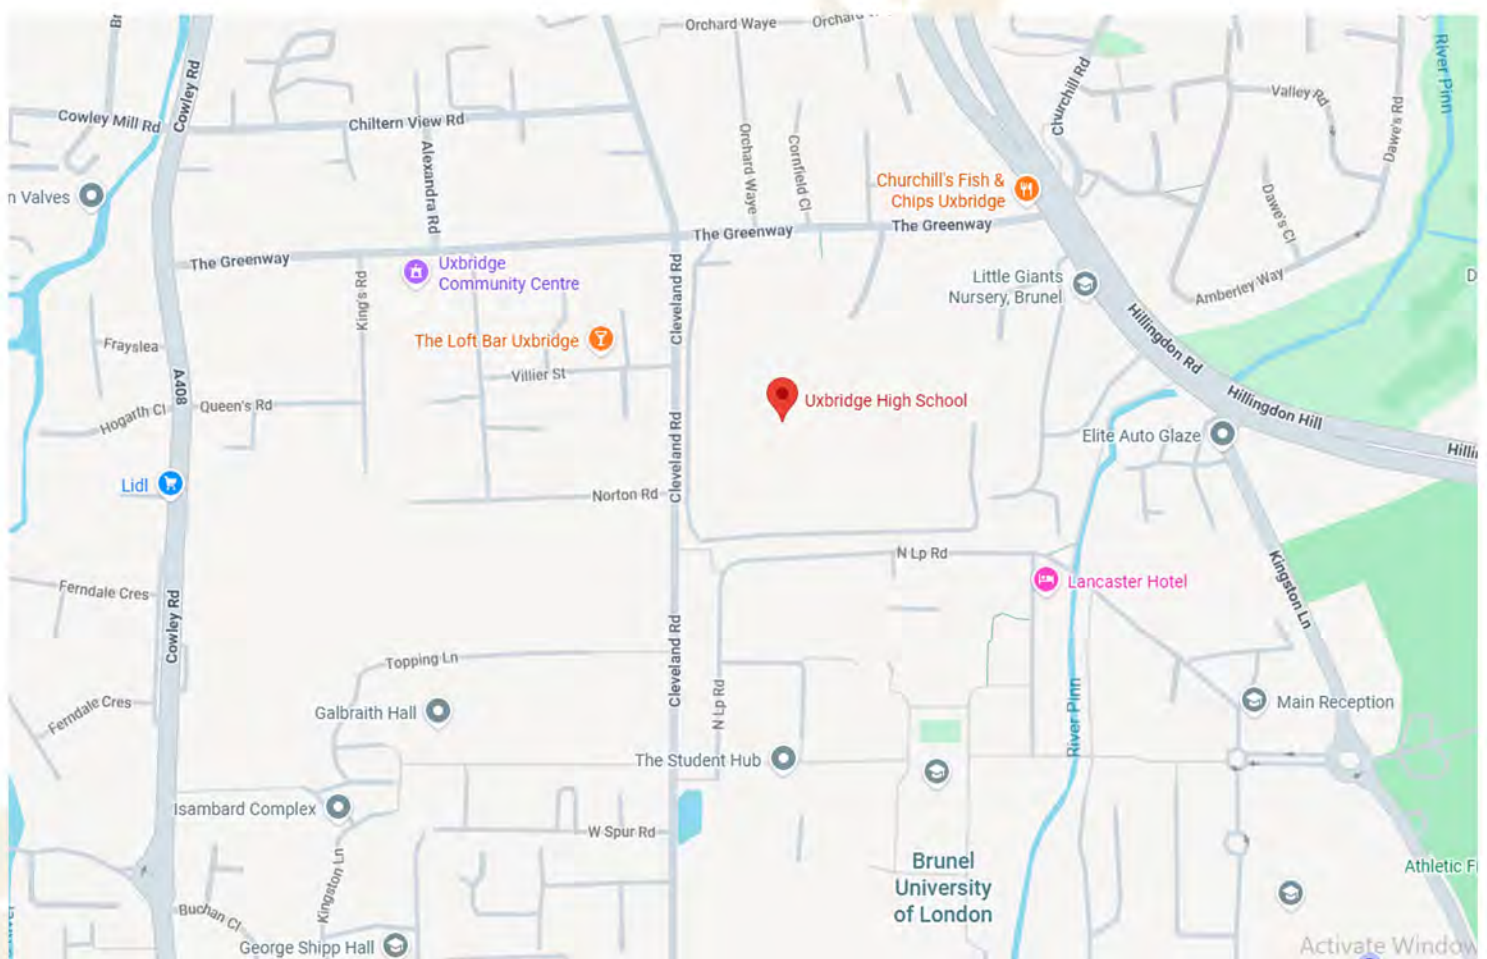 Orchard Waye
Cowley Rd
River Pinn
Churchill Rd
Valley Rd
Dawe's Rd
Cowley Mill Rd
Chiltern View Rd
Alexandra Rd
Orchard Waye
Cornfield Cl
Churchill's Fish &
Chips Uxbridge
n Valves
Dawe's Cl
The Greenway
The Greenway
The Greenway
Uxbridge
Community Centre
King's Rd
Cleveland Rd
Little Giants
Nursery, Brunel
Amberley Way
Hillingdon Rd
Frayslea
The Loft Bar Uxbridge
Villier St
A408
Hogarth Cl
Queen's Rd
Uxbridge High School
Hillingdon Hill
Elite Auto Glaze
Hilli
Lidl
Norton Rd
Cleveland Rd
N Lp Rd
Lancaster Hotel
Kingston Ln
Ferndale Cres
Cowley Rd
Topping Ln
Cleveland Rd
Ferndale Cres
Galbraith Hall
N Lp Rd
River Pinn
Main Reception
The Student Hub
Isambard Complex
W Spur Rd
Kingston Ln
Brunel
University
of London
Athletic F
Buchan Cl
George Shipp Hall
Activate Window